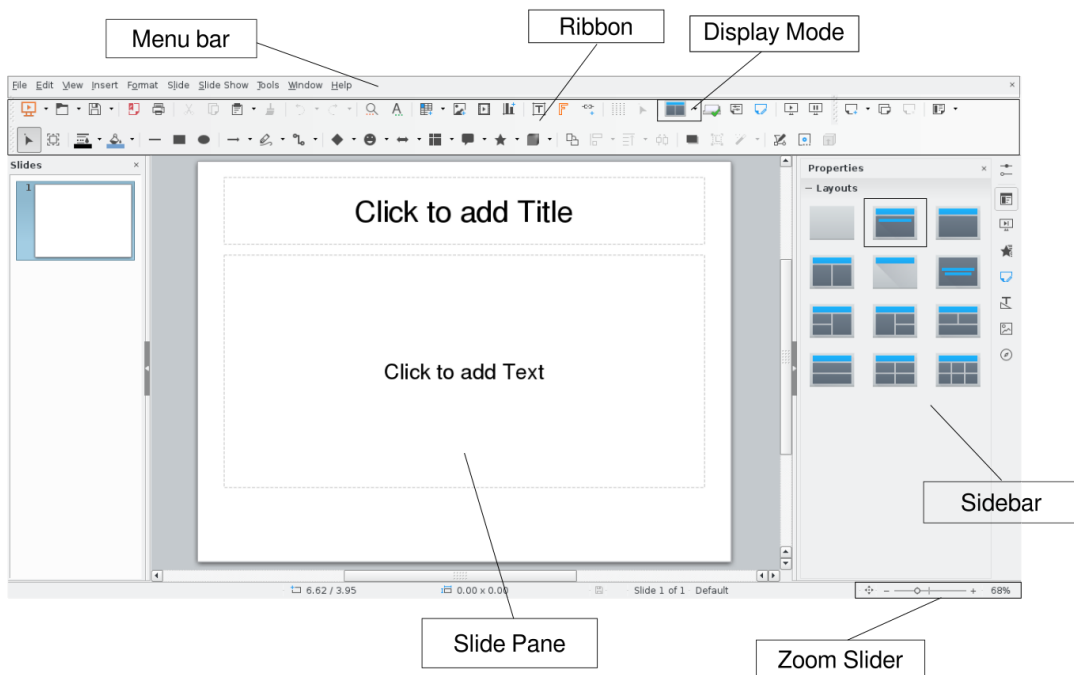 Menu bar
Ribbon
Display Mode
File Edit View Insert Format Slide Slide Show Tools Window Help
Slides
1
Click to add Title
Click to add Text
Properties
Layouts
Sidebar
6.62 / 3.95 0.00 x 0.00 Slide 1 of 1 Default 68%
Slide Pane
Zoom Slider